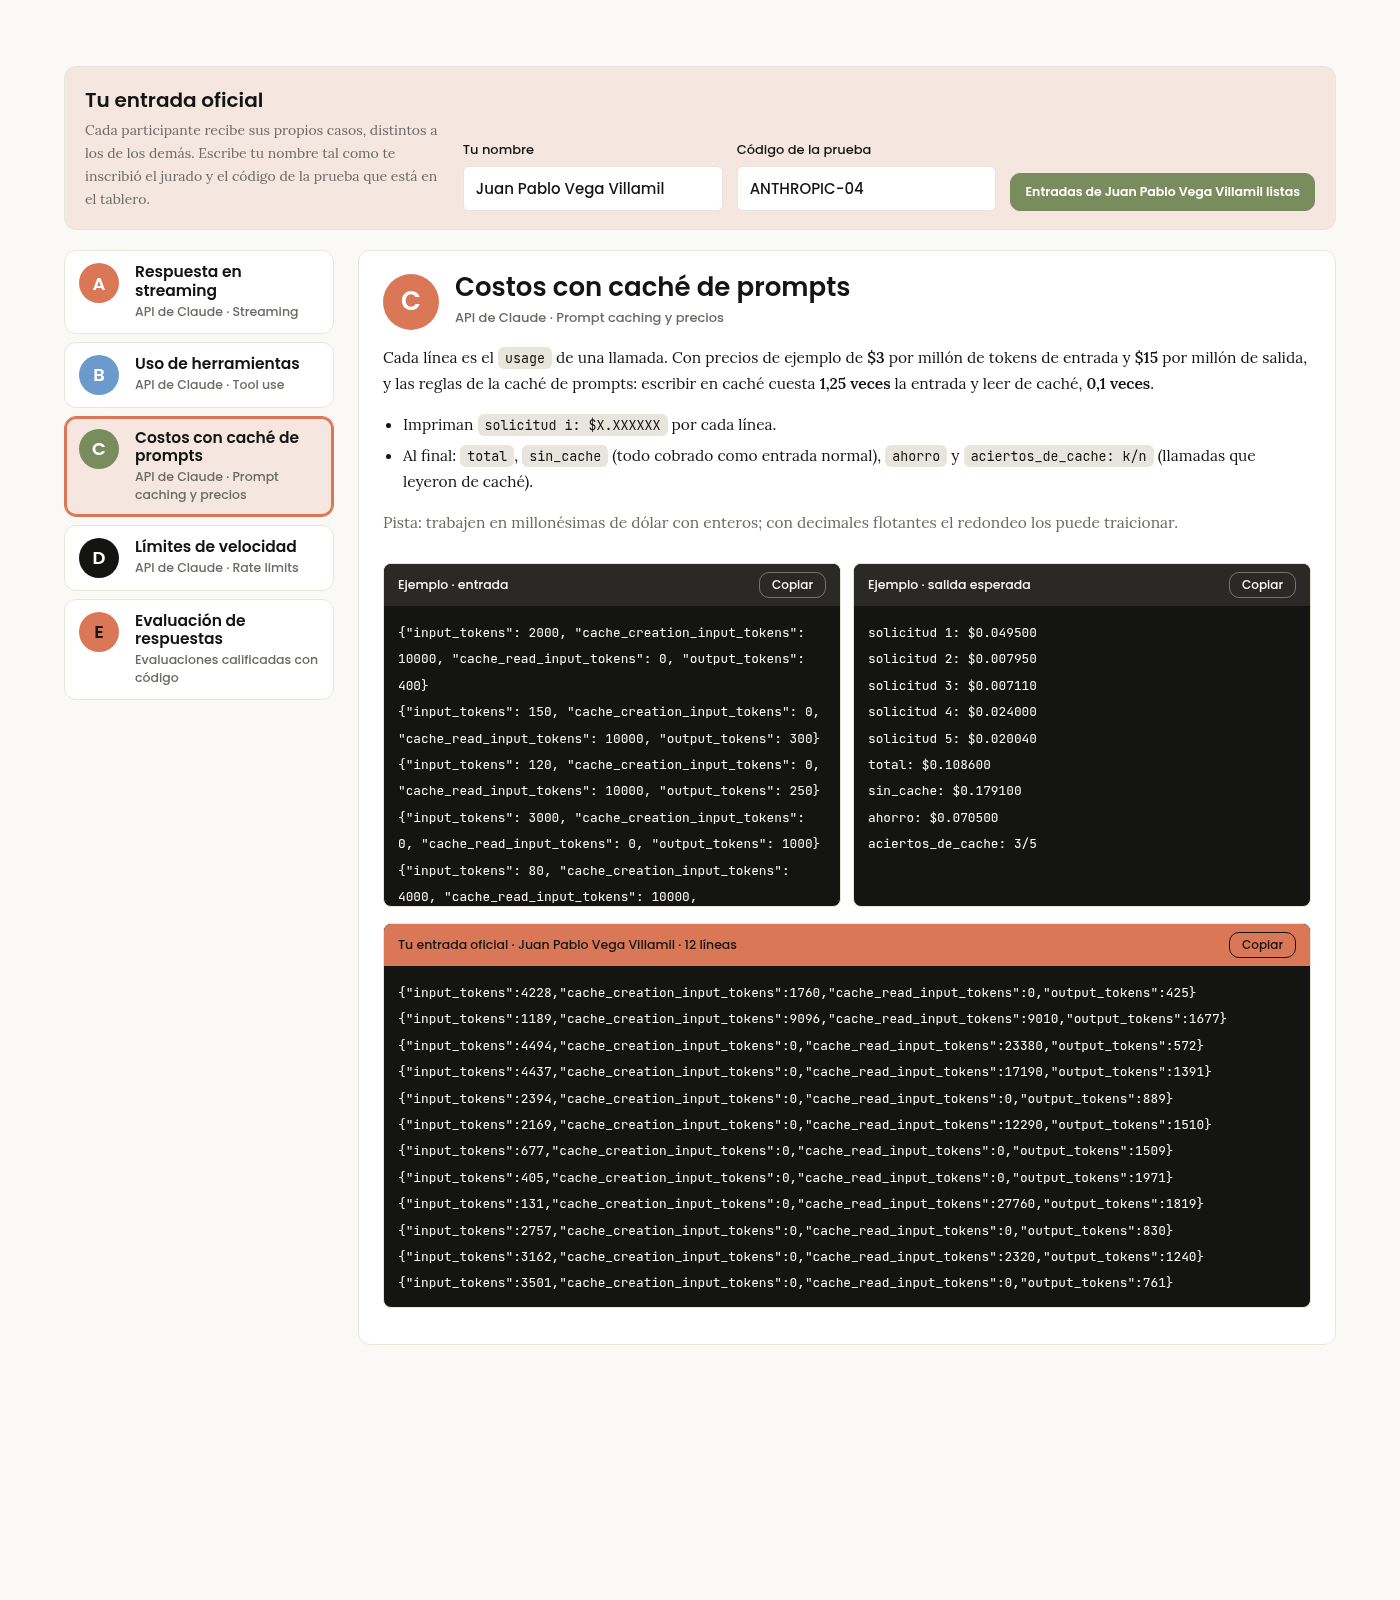 Tu entrada oficial
Cada participante recibe sus propios casos, distintos a
los de los demás. Escribe tu nombre tal como te
inscribió el jurado y el código de la prueba que está en
el tablero.
Tu nombre
Juan Pablo Vega Villamil
Código de la prueba
ANTHROPIC-04
Entradas de Juan Pablo Vega Villamil listas
A
Respuesta en
streaming
API de Claude · Streaming
B
Uso de herramientas
API de Claude · Tool use
C
Costos con caché de
prompts
API de Claude · Prompt
caching y precios
D
Límites de velocidad
API de Claude · Rate limits
E
Evaluación de
respuestas
Evaluaciones calificadas con
código
C
Costos con caché de prompts
API de Claude · Prompt caching y precios
Cada línea es el usage de una llamada. Con precios de ejemplo de $3 por millón de tokens de entrada y $15 por millón de salida,
y las reglas de la caché de prompts: escribir en caché cuesta 1,25 veces la entrada y leer de caché, 0,1 veces.
• Impriman solicitud i: $X.XXXXXX por cada línea.
• Al final: total, sin_cache (todo cobrado como entrada normal), ahorro y aciertos_de_cache: k/n (llamadas que
leyeron de caché).
Pista: trabajen en millonésimas de dólar con enteros; con decimales flotantes el redondeo los puede traicionar.
Ejemplo · entrada
Copiar
{"input_tokens": 2000, "cache_creation_input_tokens":
10000, "cache_read_input_tokens": 0, "output_tokens":
400}
{"input_tokens": 150, "cache_creation_input_tokens": 0,
"cache_read_input_tokens": 10000, "output_tokens": 300}
{"input_tokens": 120, "cache_creation_input_tokens": 0,
"cache_read_input_tokens": 10000, "output_tokens": 250}
{"input_tokens": 3000, "cache_creation_input_tokens":
0, "cache_read_input_tokens": 0, "output_tokens": 1000}
{"input_tokens": 80, "cache_creation_input_tokens":
4000, "cache_read_input_tokens": 10000,
Ejemplo · salida esperada
Copiar
solicitud 1: $0.049500
solicitud 2: $0.007950
solicitud 3: $0.007110
solicitud 4: $0.024000
solicitud 5: $0.020040
total: $0.108600
sin_cache: $0.179100
ahorro: $0.070500
aciertos_de_cache: 3/5
Tu entrada oficial · Juan Pablo Vega Villamil · 12 líneas
Copiar
{"input_tokens":4228,"cache_creation_input_tokens":1760,"cache_read_input_tokens":0,"output_tokens":425}
{"input_tokens":1189,"cache_creation_input_tokens":9096,"cache_read_input_tokens":9010,"output_tokens":1677}
{"input_tokens":4494,"cache_creation_input_tokens":0,"cache_read_input_tokens":23380,"output_tokens":572}
{"input_tokens":4437,"cache_creation_input_tokens":0,"cache_read_input_tokens":17190,"output_tokens":1391}
{"input_tokens":2394,"cache_creation_input_tokens":0,"cache_read_input_tokens":0,"output_tokens":889}
{"input_tokens":2169,"cache_creation_input_tokens":0,"cache_read_input_tokens":12290,"output_tokens":1510}
{"input_tokens":677,"cache_creation_input_tokens":0,"cache_read_input_tokens":0,"output_tokens":1509}
{"input_tokens":405,"cache_creation_input_tokens":0,"cache_read_input_tokens":0,"output_tokens":1971}
{"input_tokens":131,"cache_creation_input_tokens":0,"cache_read_input_tokens":27760,"output_tokens":1819}
{"input_tokens":2757,"cache_creation_input_tokens":0,"cache_read_input_tokens":0,"output_tokens":830}
{"input_tokens":3162,"cache_creation_input_tokens":0,"cache_read_input_tokens":2320,"output_tokens":1240}
{"input_tokens":3501,"cache_creation_input_tokens":0,"cache_read_input_tokens":0,"output_tokens":761}